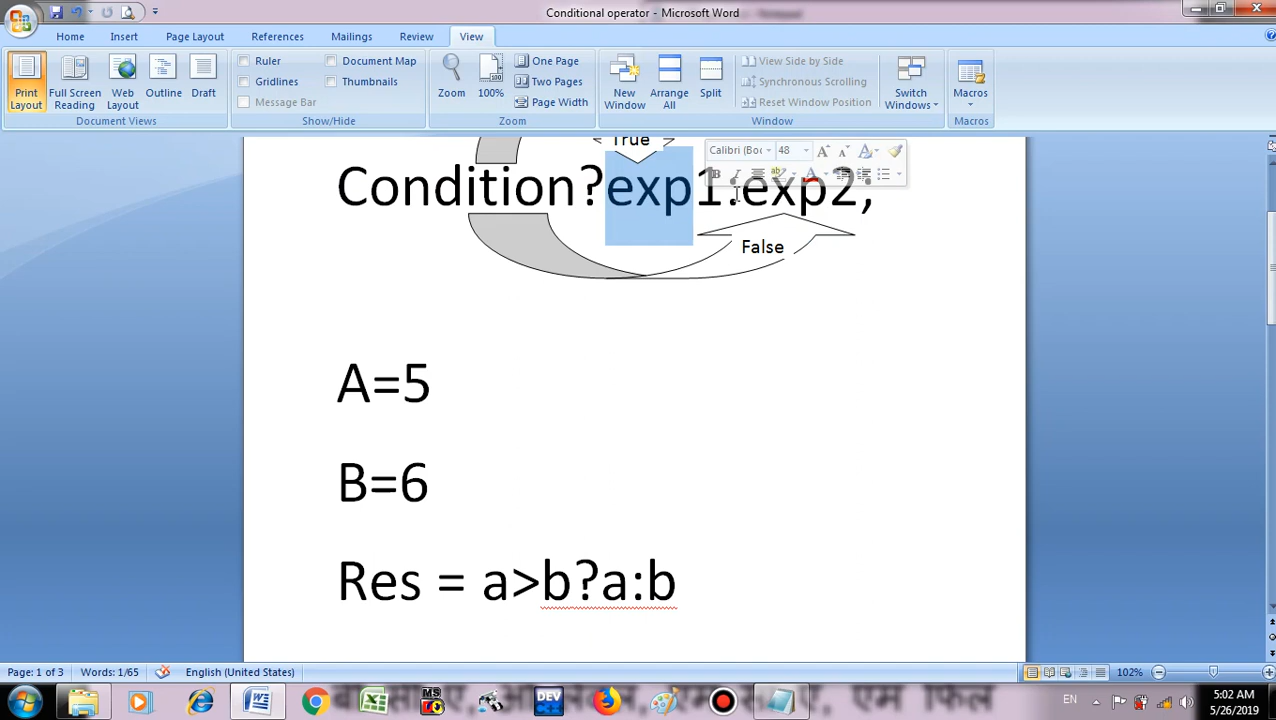 Conditional operator - Microsoft Word
Home Insert Page Layout References Mailings Review View
Print Layout
Full Screen Reading
Web Layout
Outline
Draft
Document Views
Ruler
Gridlines
Message Bar
Document Map
Thumbnails
Show/Hide
Zoom
100%
One Page
Two Pages
Page Width
Zoom
New Window
Arrange All
Split
View Side by Side
Synchronous Scrolling
Reset Window Position
Switch Windows
Window
Macros
Macros
True
Calibri (Boc 48
Condition?exp1:exp2;
False
A=5
B=6
Res = a>b?a:b
Page: 1 of 3 Words: 1/65 English (United States) 102%
EN
5:02 AM
5/26/2019